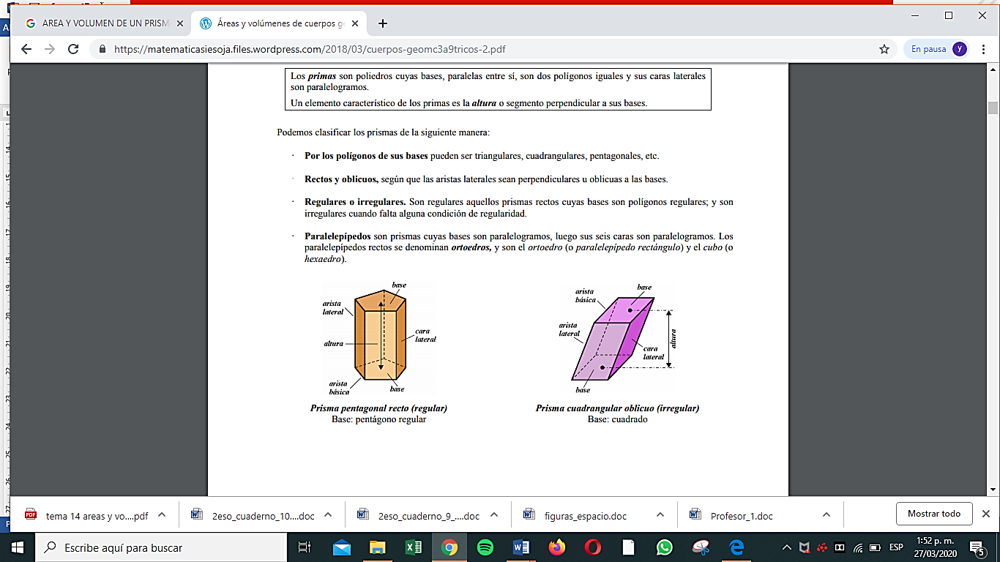 AREA Y VOLUMEN DE UN PRISM
Áreas y volúmenes de cuerpos ge
https://matematicasiesoja.files.wordpress.com/2018/03/cuerpos-geomc3a9tricos-2.pdf
En pausa
y
Los primas son poliedros cuyas bases, paralelas entre sí, son dos polígonos iguales y sus caras laterales
son paralelogramos.
Un elemento característico de los primas es la altura o segmento perpendicular a sus bases.
Podemos clasificar los prismas de la siguiente manera:
· Por los polígonos de sus bases pueden ser triangulares, cuadrangulares, pentagonales, etc.
· Rectos y oblicuos, según que las aristas laterales sean perpendiculares u oblicuas a las bases.
· Regulares o irregulares. Son regulares aquellos prismas rectos cuyas bases son polígonos regulares; y son
irregulares cuando falta alguna condición de regularidad.
· Paralelepípedos son prismas cuyas bases son paralelogramos, luego sus seis caras son paralelogramos. Los
paralelepípedos rectos se denominan ortoedros, y son el ortoedro (o paralelepípedo rectángulo) y el cubo (o
hexaedro).
base
arista
lateral
altura
cara
lateral
arista
básica
base
Prisma pentagonal recto (regular)
Base: pentágono regular
arista
básica
base
arista
lateral
cara
lateral
altura
base
Prisma cuadrangular oblicuo (irregular)
Base: cuadrado
PDF
tema 14 areas y vo....pdf
2eso_cuaderno_10....doc
2eso_cuaderno_9_....doc
figuras_espacio.doc
Profesor_1.doc
Mostrar todo
Escribe aquí para buscar
ESP
1:52 p. m.
27/03/2020
5